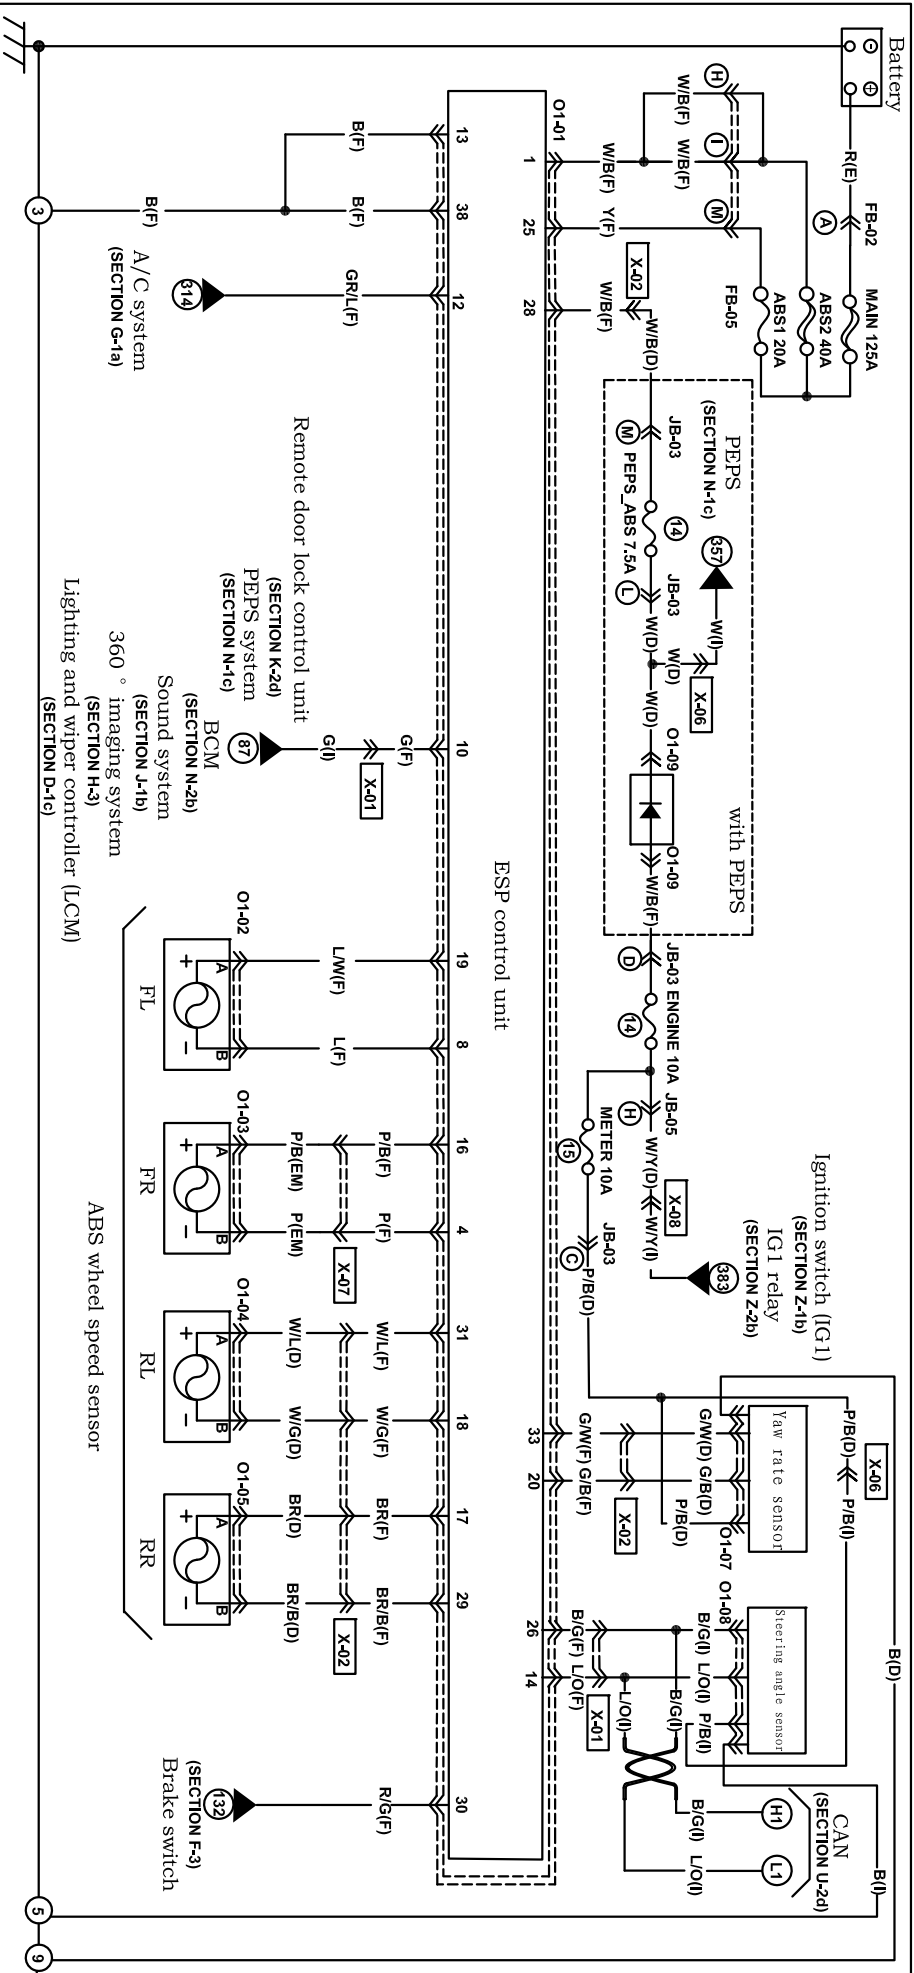 Battery
-
+
R(E)
FB-02
A
MAIN 125A
ABS2 40A
ABS1 20A
FB-05
H
I
M
W/B(F)
W/B(F)
W/B(F)
Y(F)
X-02
W/B(F)
W/B(D)
O1-01
1
25
28
13
38
12
B(F)
B(F)
B(F)
3
GR/L(F)
314
A/C system
(SECTION G-1a)
PEPS
(SECTION N-1c)
with PEPS
JB-03
M
PEPS_ABS 7.5A
14
JB-03
L
357
W(I)
X-06
W(D)
W(D)
W(D)
O1-09
O1-09
W/B(F)
JB-03
D
ENGINE 10A
14
JB-05
H
W/Y(D)
X-08
W/Y(I)
383
Ignition switch (IG1)
(SECTION Z-1b)
IG1 relay
(SECTION Z-2b)
METER 10A
15
JB-03
C
P/B(D)
P/B(D)
X-06
P/B(I)
Yaw rate sensor
O1-07
G/W(D)
G/B(D)
P/B(D)
X-02
G/W(F)
G/B(F)
33
20
Steering angle sensor
O1-08
B/G(I)
L/O(I)
P/B(I)
X-01
B/G(F)
L/O(F)
26
14
B/G(I)
L/O(I)
B/G(I)
L/O(I)
H1
L1
CAN
(SECTION U-2d)
B(D)
B(I)
ESP control unit
10
G(F)
X-01
G(I)
87
Remote door lock control unit
(SECTION K-2d)
PEPS system
(SECTION N-1c)
BCM
(SECTION N-2b)
Sound system
(SECTION J-1b)
360 ° imaging system
(SECTION H-3)
Lighting and wiper controller (LCM)
(SECTION D-1c)
19
8
L/W(F)
L(F)
O1-02
A
B
+
-
FL
16
4
P/B(F)
P(F)
X-07
P/B(EM)
P(EM)
O1-03
A
B
+
-
FR
31
18
W/L(F)
W/G(F)
W/L(D)
W/G(D)
O1-04
A
B
+
-
RL
17
29
BR(F)
BR/B(F)
X-02
BR(D)
BR/B(D)
O1-05
A
B
+
-
RR
ABS wheel speed sensor
30
R/G(F)
132
(SECTION F-3)
Brake switch
5
9